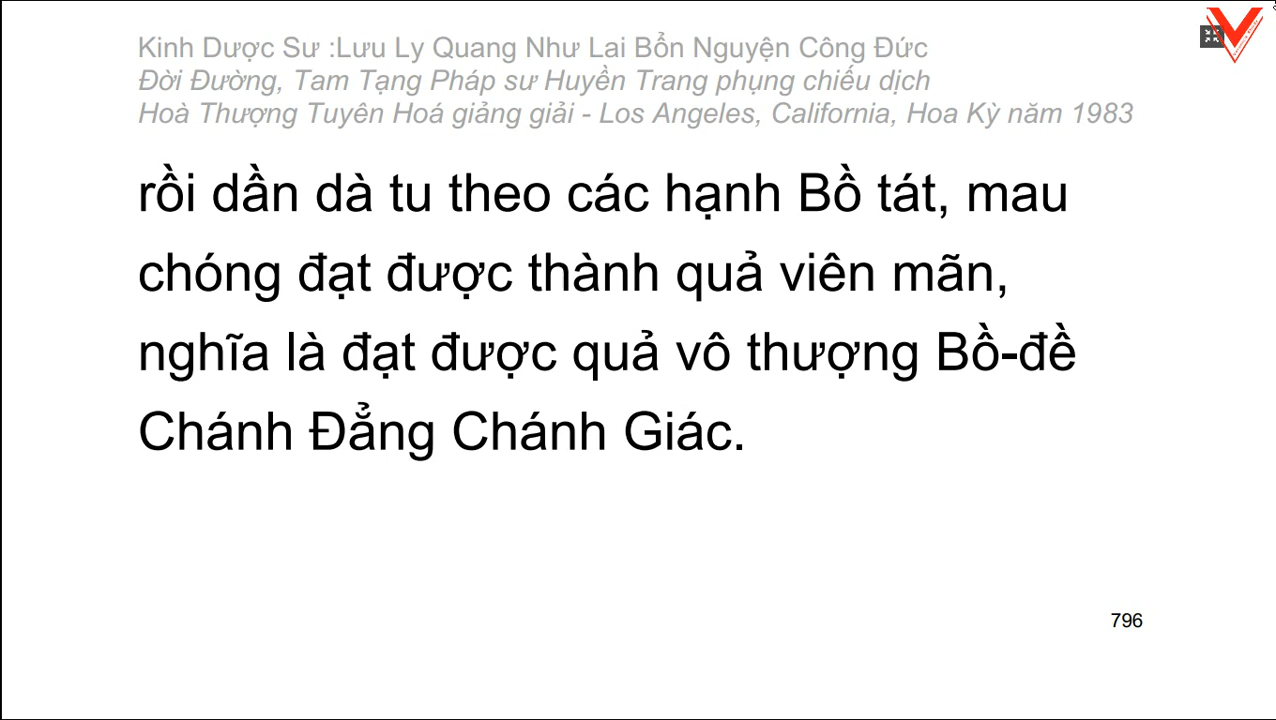 Kinh Dược Sư :Lưu Ly Quang Như Lai Bổn Nguyện Công Đức
Đời Đường, Tam Tạng Pháp sư Huyền Trang phụng chiếu dịch
Hoà Thượng Tuyên Hoá giảng giải - Los Angeles, California, Hoa Kỳ năm 1983
rồi dần dà tu theo các hạnh Bồ tát, mau
chóng đạt được thành quả viên mãn,
nghĩa là đạt được quả vô thượng Bồ-đề
Chánh Đẳng Chánh Giác.
796